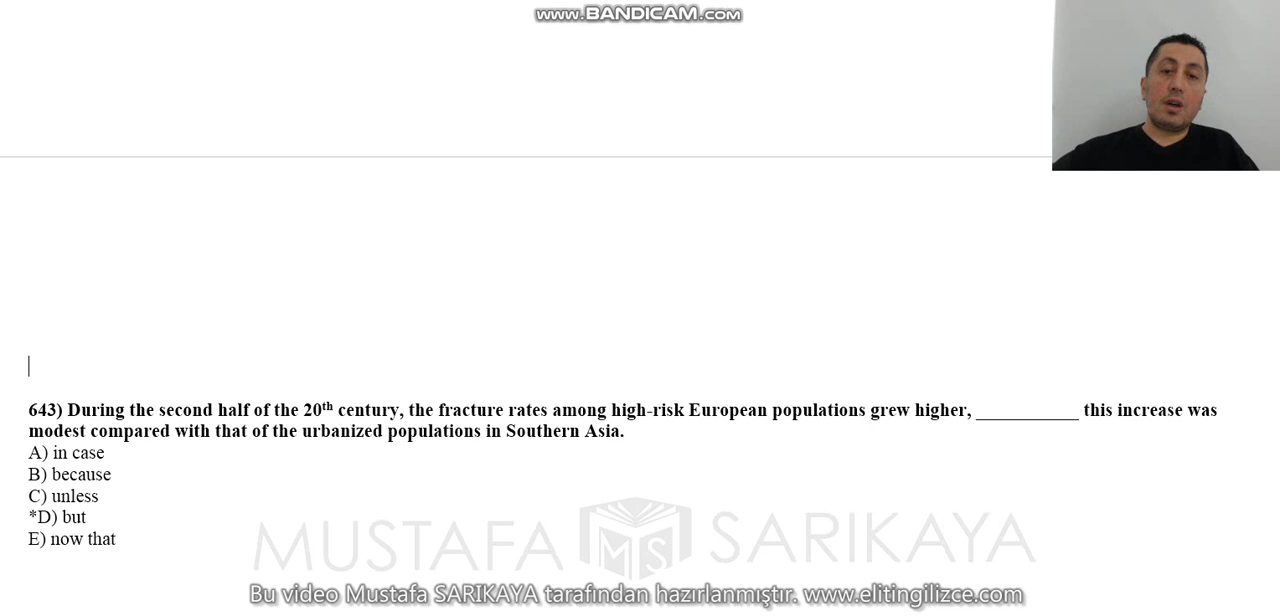 www.BANDICAM.com
643) During the second half of the 20th century, the fracture rates among high-risk European populations grew higher, ___________ this increase was
modest compared with that of the urbanized populations in Southern Asia.
A) in case
B) because
C) unless
*D) but
E) now that
MUSTAFA MS SARIKAYA
Bu video Mustafa SARIKAYA tarafından hazırlanmıştır. www.elitingilizce.com